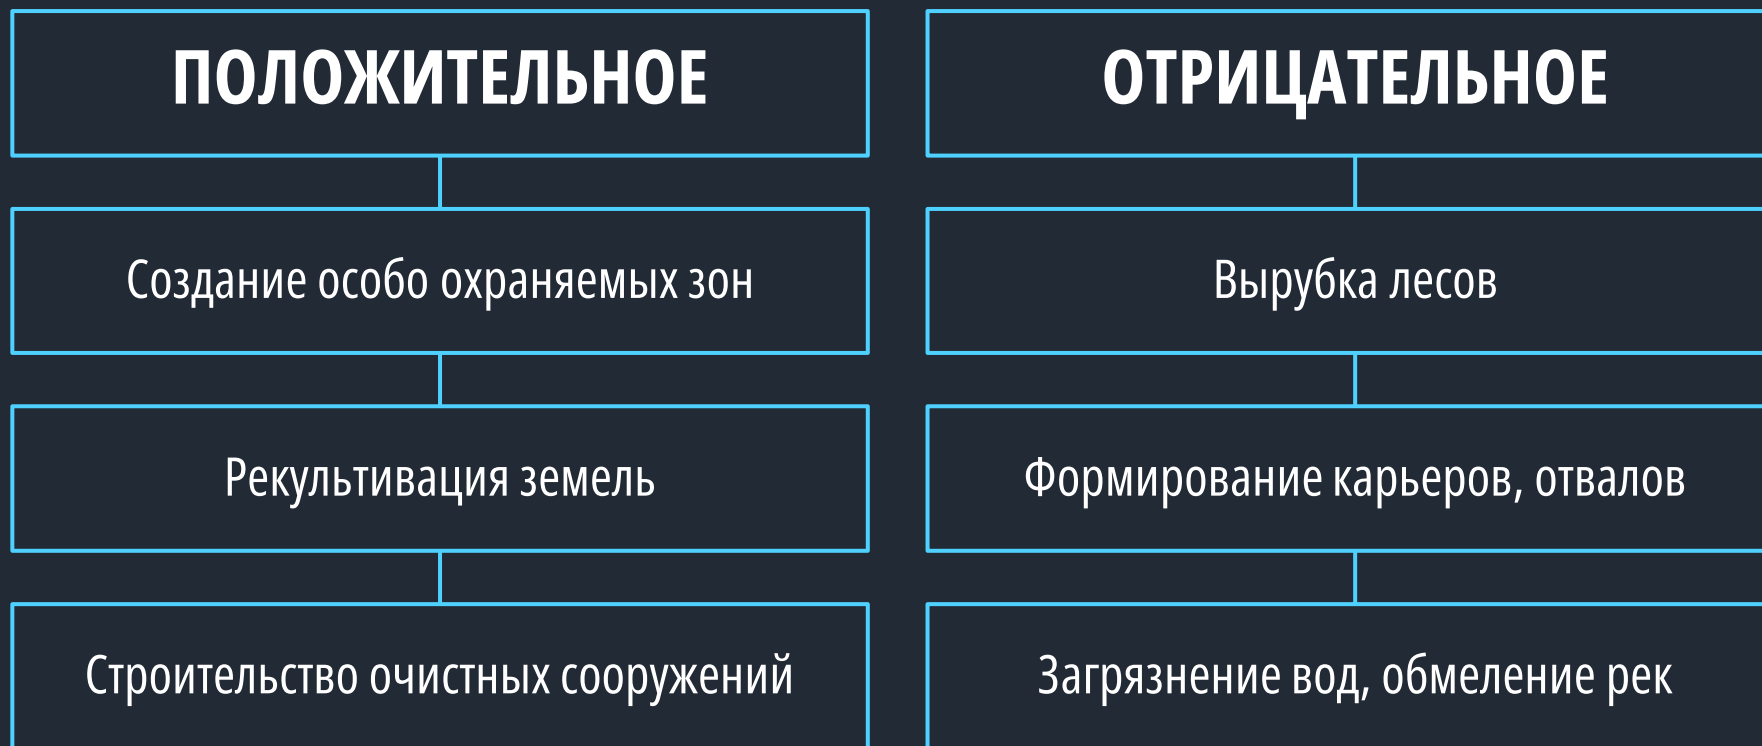 ПОЛОЖИТЕЛЬНОЕ
Создание особо охраняемых зон
Рекультивация земель
Строительство очистных сооружений
ОТРИЦАТЕЛЬНОЕ
Вырубка лесов
Формирование карьеров, отвалов
Загрязнение вод, обмеление рек